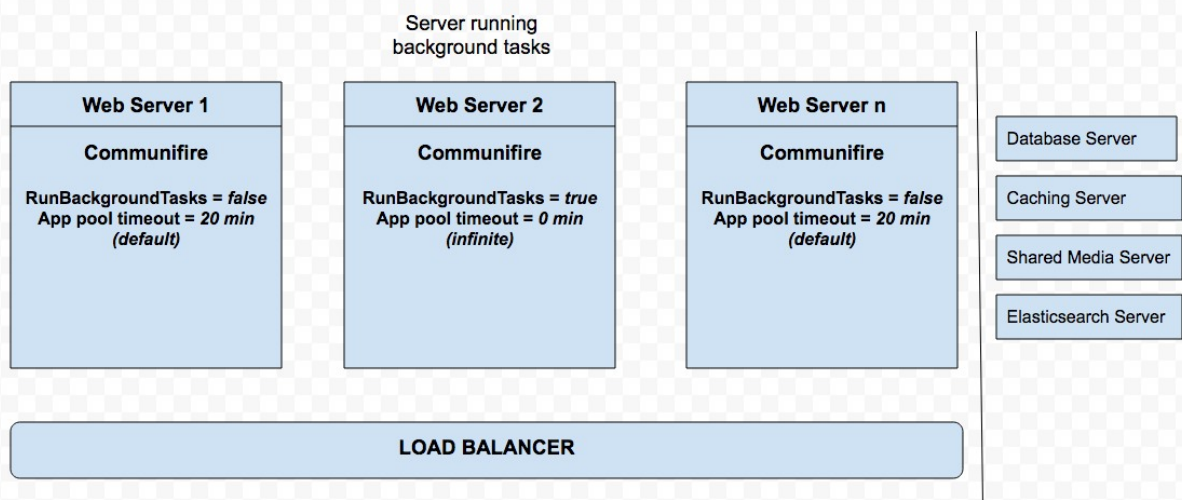 Server running
background tasks
Web Server 1
Communifire
RunBackgroundTasks = false
App pool timeout = 20 min
(default)
Web Server 2
Communifire
RunBackgroundTasks = true
App pool timeout = 0 min
(infinite)
Web Server n
Communifire
RunBackgroundTasks = false
App pool timeout = 20 min
(default)
Database Server
Caching Server
Shared Media Server
Elasticsearch Server
LOAD BALANCER